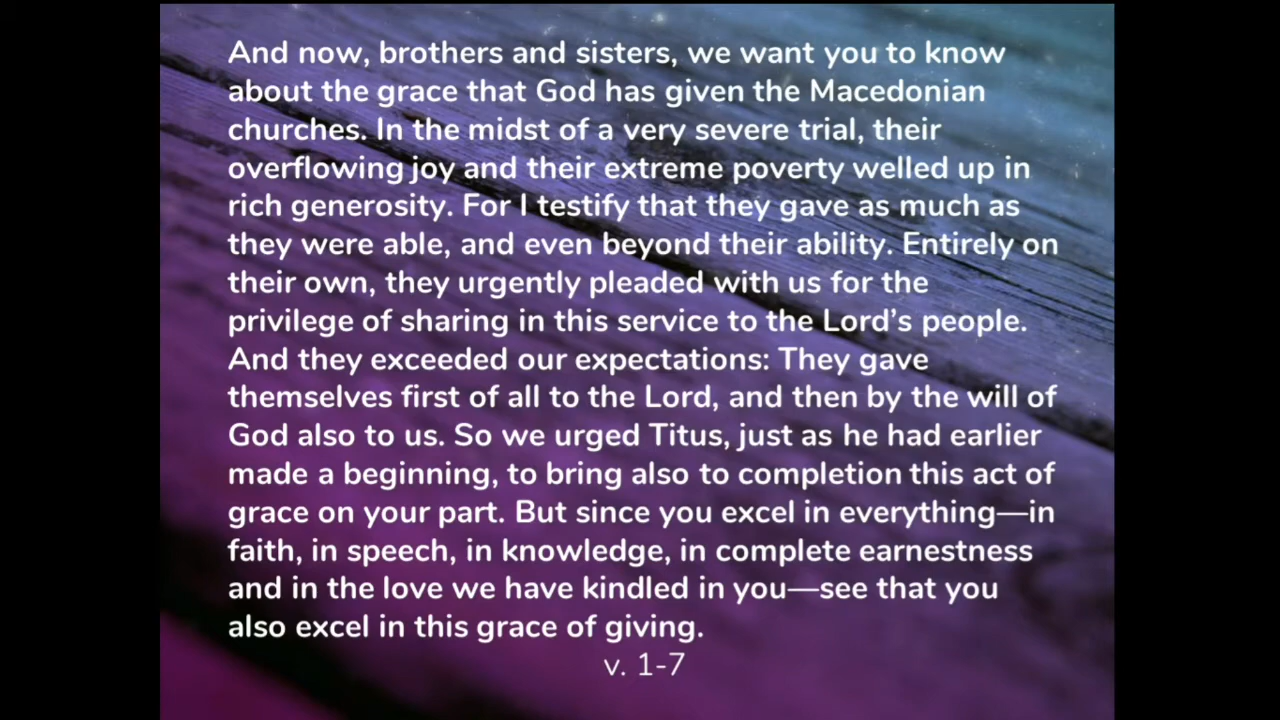 And now, brothers and sisters, we want you to know
about the grace that God has given the Macedonian
churches. In the midst of a very severe trial, their
overflowing joy and their extreme poverty welled up in
rich generosity. For I testify that they gave as much as
they were able, and even beyond their ability. Entirely on
their own, they urgently pleaded with us for the
privilege of sharing in this service to the Lord’s people.
And they exceeded our expectations: They gave
themselves first of all to the Lord, and then by the will of
God also to us. So we urged Titus, just as he had earlier
made a beginning, to bring also to completion this act of
grace on your part. But since you excel in everything—in
faith, in speech, in knowledge, in complete earnestness
and in the love we have kindled in you—see that you
also excel in this grace of giving.
v. 1-7